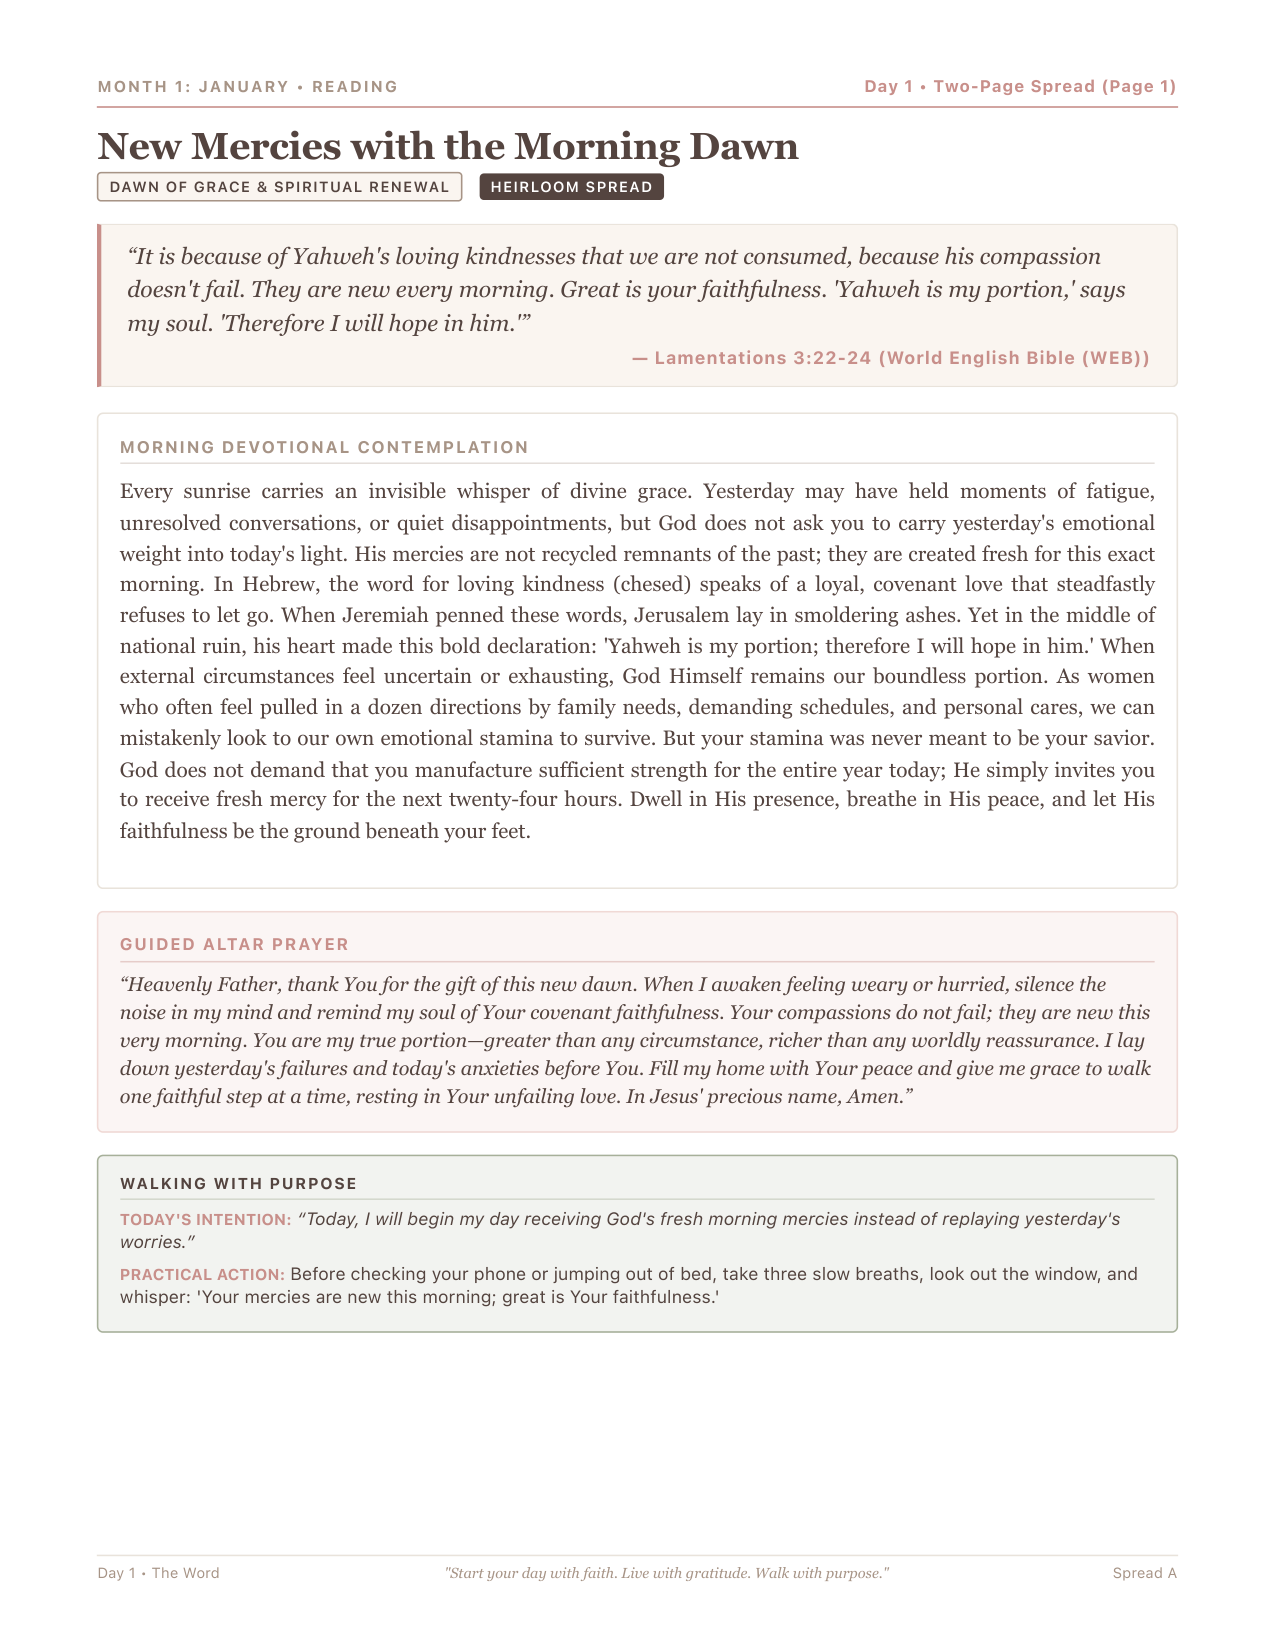 MONTH 1: JANUARY • READING
Day 1 • Two-Page Spread (Page 1)
New Mercies with the Morning Dawn
DAWN OF GRACE & SPIRITUAL RENEWAL
HEIRLOOM SPREAD
“It is because of Yahweh's loving kindnesses that we are not consumed, because his compassion
doesn't fail. They are new every morning. Great is your faithfulness. 'Yahweh is my portion,' says
my soul. 'Therefore I will hope in him.'”
— Lamentations 3:22-24 (World English Bible (WEB))
MORNING DEVOTIONAL CONTEMPLATION
Every sunrise carries an invisible whisper of divine grace. Yesterday may have held moments of fatigue,
unresolved conversations, or quiet disappointments, but God does not ask you to carry yesterday's emotional
weight into today's light. His mercies are not recycled remnants of the past; they are created fresh for this exact
morning. In Hebrew, the word for loving kindness (chesed) speaks of a loyal, covenant love that steadfastly
refuses to let go. When Jeremiah penned these words, Jerusalem lay in smoldering ashes. Yet in the middle of
national ruin, his heart made this bold declaration: 'Yahweh is my portion; therefore I will hope in him.' When
external circumstances feel uncertain or exhausting, God Himself remains our boundless portion. As women
who often feel pulled in a dozen directions by family needs, demanding schedules, and personal cares, we can
mistakenly look to our own emotional stamina to survive. But your stamina was never meant to be your savior.
God does not demand that you manufacture sufficient strength for the entire year today; He simply invites you
to receive fresh mercy for the next twenty-four hours. Dwell in His presence, breathe in His peace, and let His
faithfulness be the ground beneath your feet.
GUIDED ALTAR PRAYER
“Heavenly Father, thank You for the gift of this new dawn. When I awaken feeling weary or hurried, silence the
noise in my mind and remind my soul of Your covenant faithfulness. Your compassions do not fail; they are new this
very morning. You are my true portion—greater than any circumstance, richer than any worldly reassurance. I lay
down yesterday's failures and today's anxieties before You. Fill my home with Your peace and give me grace to walk
one faithful step at a time, resting in Your unfailing love. In Jesus' precious name, Amen.”
WALKING WITH PURPOSE
TODAY'S INTENTION: “Today, I will begin my day receiving God's fresh morning mercies instead of replaying yesterday's
worries.”
PRACTICAL ACTION: Before checking your phone or jumping out of bed, take three slow breaths, look out the window, and
whisper: 'Your mercies are new this morning; great is Your faithfulness.'
Day 1 • The Word
"Start your day with faith. Live with gratitude. Walk with purpose."
Spread A